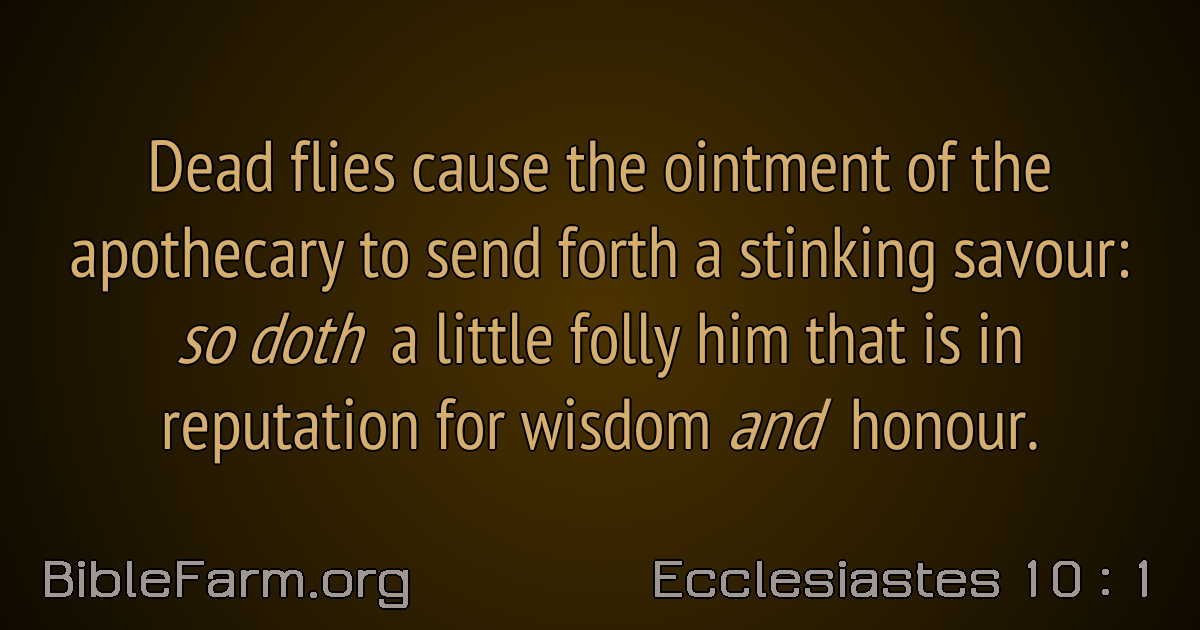 Dead flies cause the ointment of the
apothecary to send forth a stinking savour:
so doth a little folly him that is in
reputation for wisdom and honour.
BibleFarm.org
Ecclesiastes 10 : 1